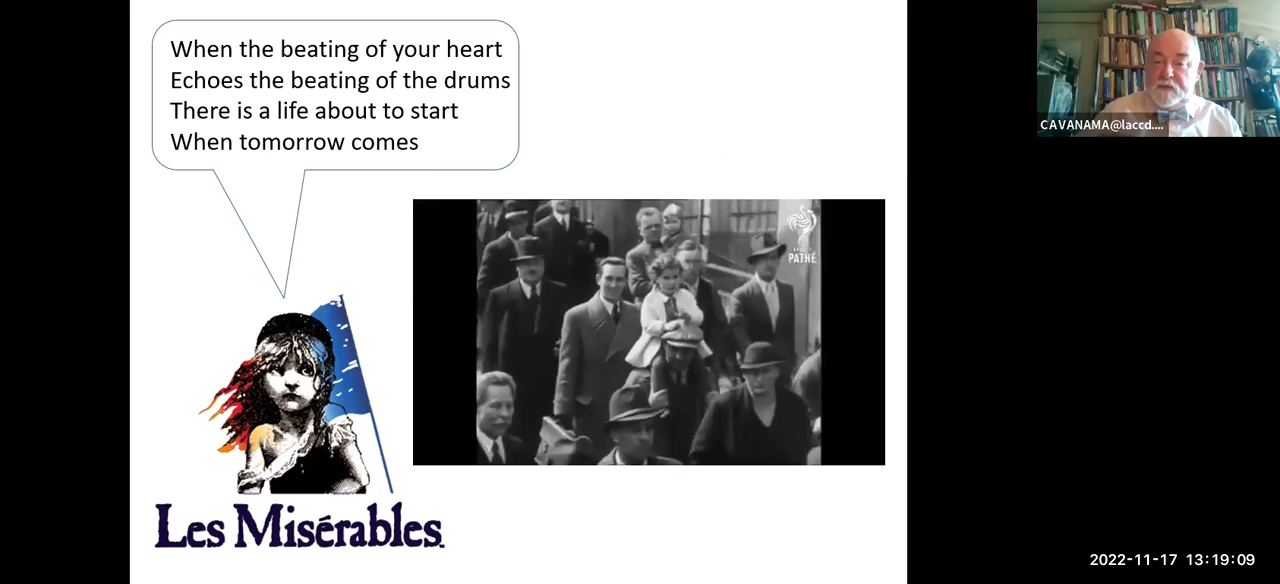 When the beating of your heart
Echoes the beating of the drums
There is a life about to start
When tomorrow comes
CAVANAMA@laccd....
PATHÉ
Les Misérables.
2022-11-17 13:19:09